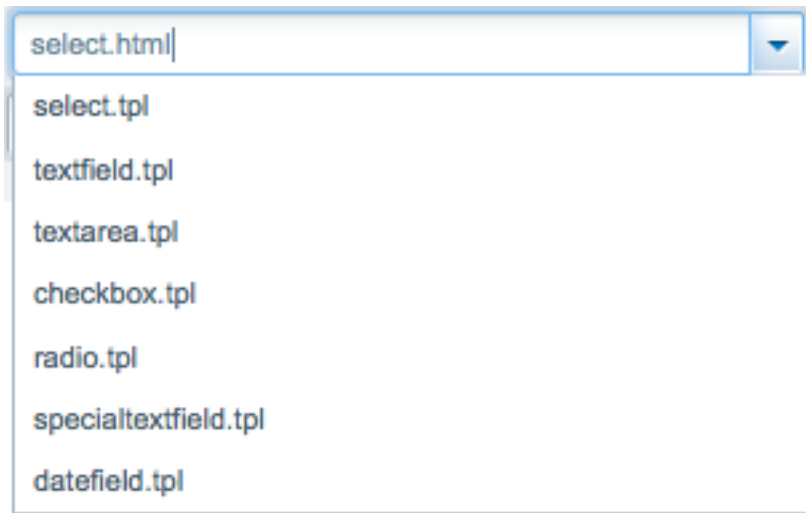 select.html
select.tpl
textfield.tpl
textarea.tpl
checkbox.tpl
radio.tpl
specialtextfield.tpl
datefield.tpl